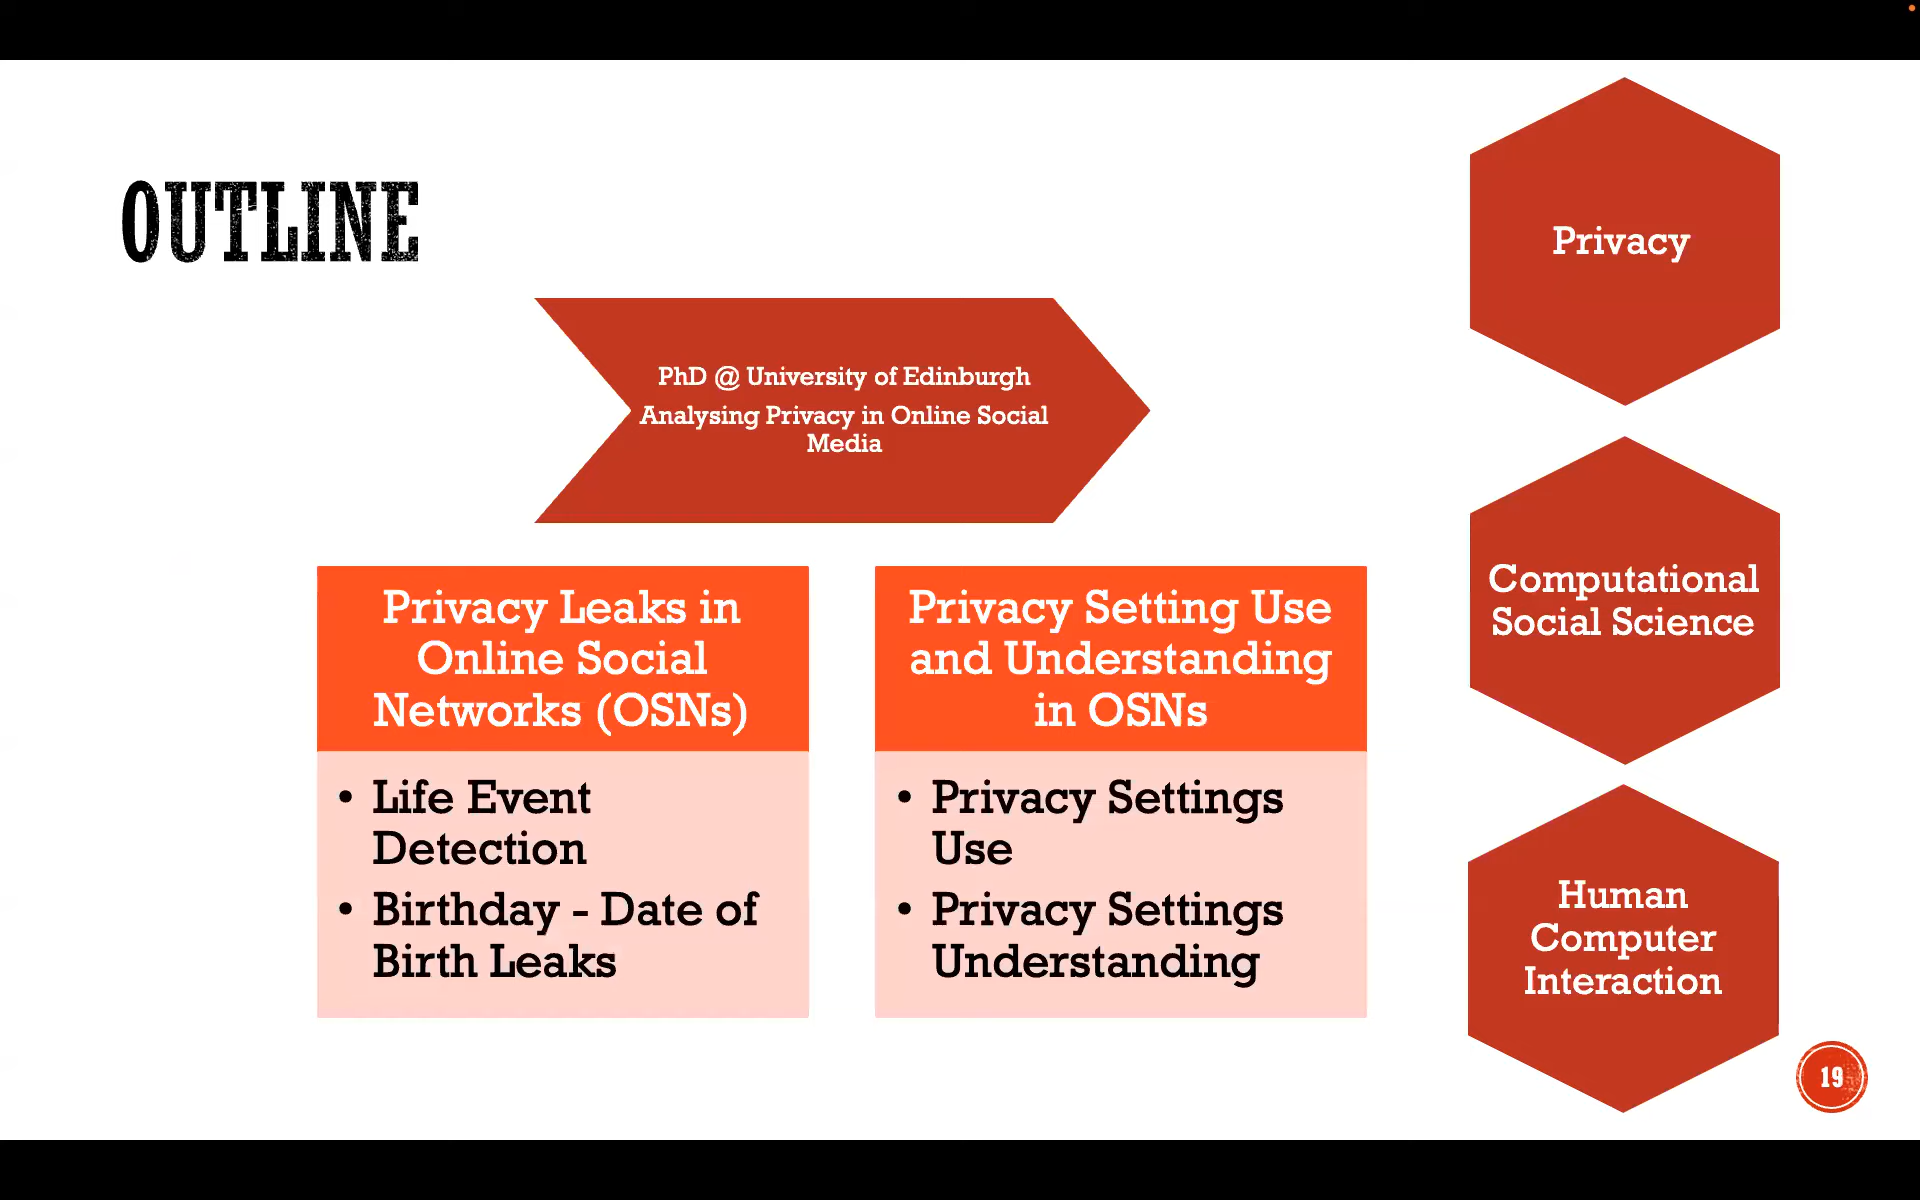 OUTLINE
PhD @ University of Edinburgh
Analysing Privacy in Online Social
Media
Privacy Leaks in
Online Social
Networks (OSNs)
• Life Event
Detection
• Birthday - Date of
Birth Leaks
Privacy Setting Use
and Understanding
in OSNs
• Privacy Settings
Use
• Privacy Settings
Understanding
Privacy
Computational
Social Science
Human
Computer
Interaction
19